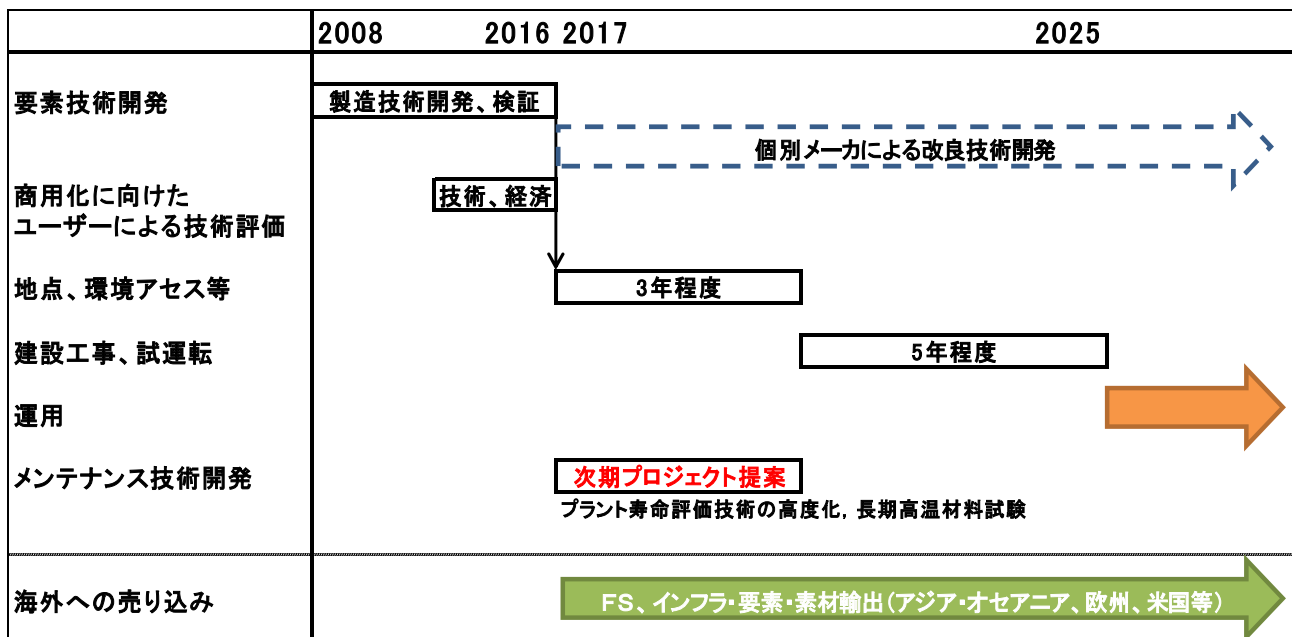 2008 2016 2017 2025
要素技術開発
製造技術開発、検証
個別メーカによる改良技術開発
商用化に向けた
ユーザーによる技術評価
技術、経済
地点、環境アセス等
3年程度
建設工事、試運転
5年程度
運用
メンテナンス技術開発
次期プロジェクト提案
プラント寿命評価技術の高度化，長期高温材料試験
海外への売り込み
FS、インフラ・要素・素材輸出（アジア・オセアニア、欧州、米国等）